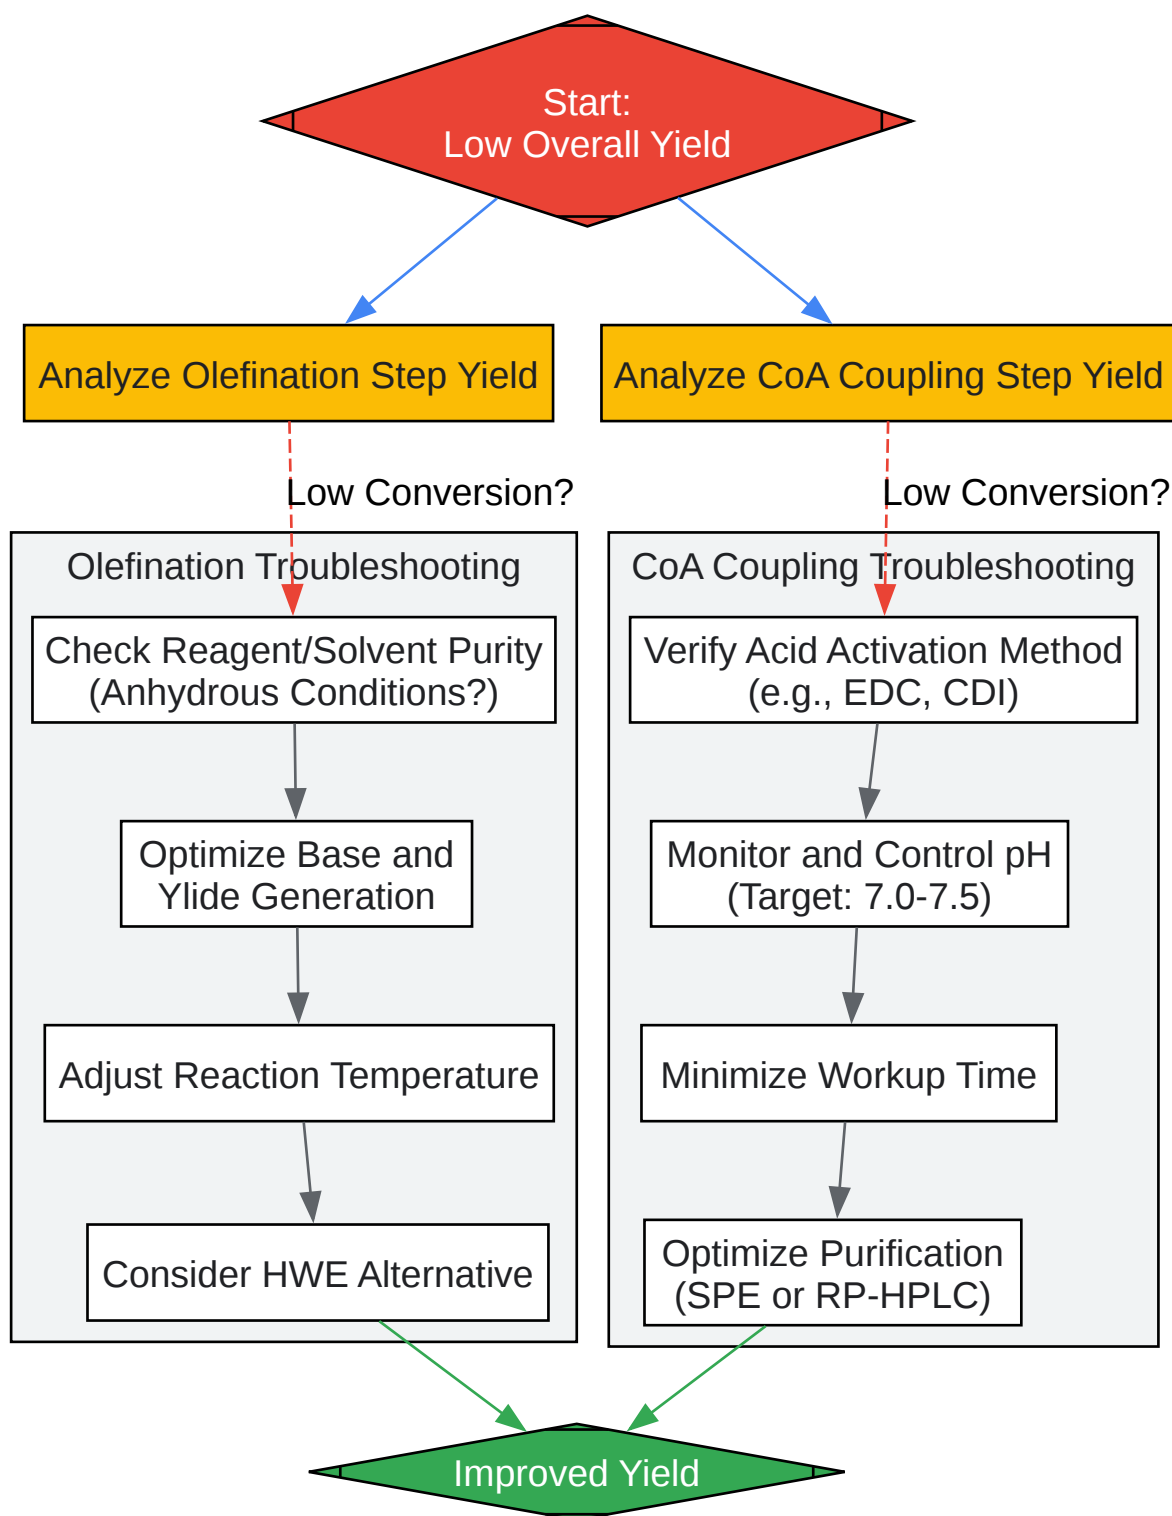 Start:
Low Overall Yield
Analyze Olefination Step Yield
Analyze CoA Coupling Step Yield
Low Conversion?
Low Conversion?
Olefination Troubleshooting
Check Reagent/Solvent Purity
(Anhydrous Conditions?)
Optimize Base and
Ylide Generation
Adjust Reaction Temperature
Consider HWE Alternative
CoA Coupling Troubleshooting
Verify Acid Activation Method
(e.g., EDC, CDI)
Monitor and Control pH
(Target: 7.0-7.5)
Minimize Workup Time
Optimize Purification
(SPE or RP-HPLC)
Improved Yield